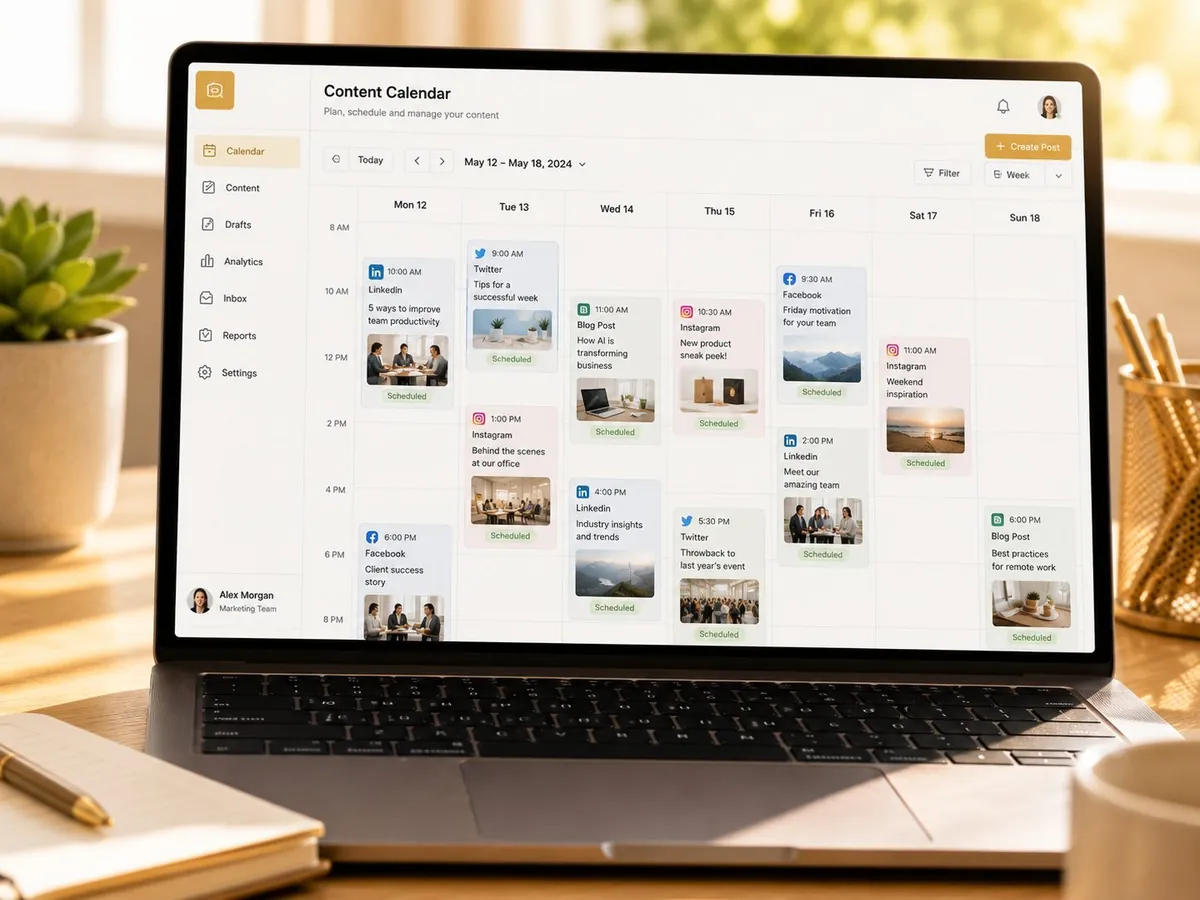 Content Calendar
Plan, schedule and manage your content
Calendar
Content
Drafts
Analytics
Inbox
Reports
Settings
Alex Morgan
Marketing Team
Today
May 12 – May 18, 2024
+ Create Post
Filter
Week
Mon 12
Tue 13
Wed 14
Thu 15
Fri 16
Sat 17
Sun 18
8 AM
10 AM
12 PM
2 PM
4 PM
6 PM
8 PM
in 10:00 AM
Linkedin
5 ways to improve
team productivity
Scheduled
6:00 PM
Facebook
Client success
story
9:00 AM
Twitter
Tips for a
successful week
Scheduled
1:00 PM
Instagram
Behind the scenes
at our office
Scheduled
11:00 AM
Blog Post
How AI is
transforming
business
Scheduled
in 4:00 PM
Linkedin
Industry insights
and trends
Scheduled
10:30 AM
Instagram
New product
sneak peek!
Scheduled
5:30 PM
Twitter
Throwback to
last year's event
Scheduled
9:30 AM
Facebook
Friday motivation
for your team
Scheduled
in 2:00 PM
Linkedin
Meet our
amazing team
Scheduled
11:00 AM
Instagram
Weekend
inspiration
Scheduled
6:00 PM
Blog Post
Best practices
for remote work
Scheduled